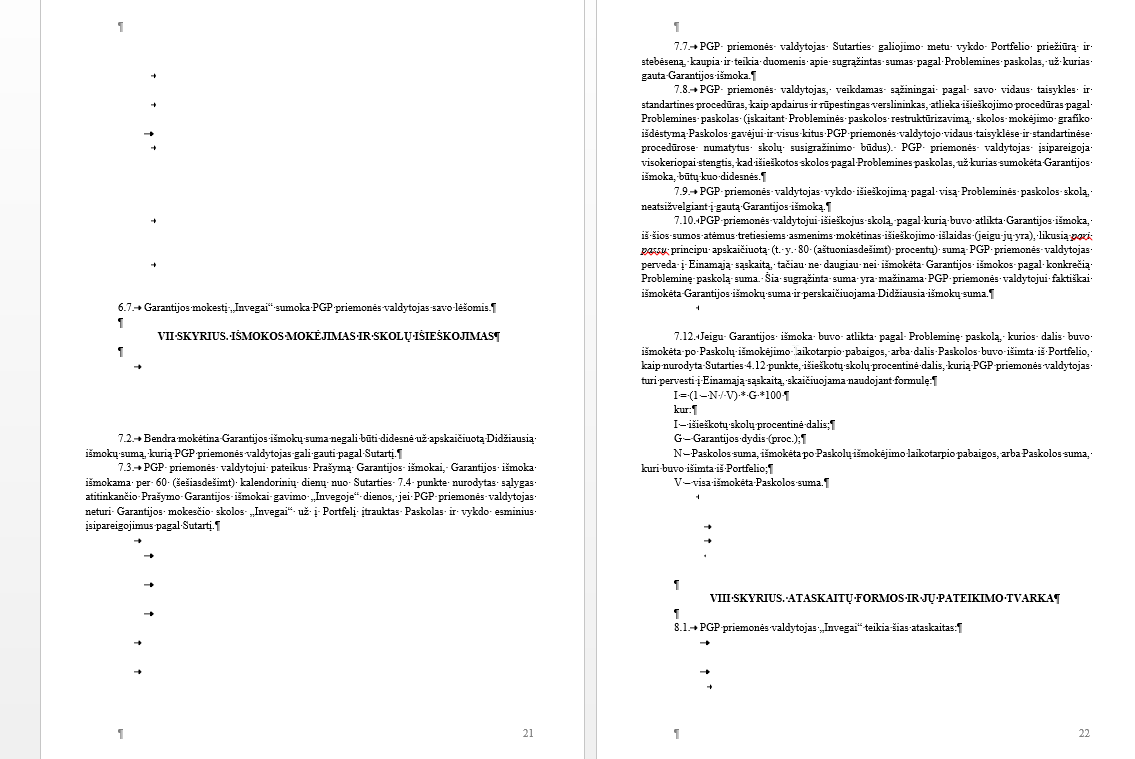 6.7. Garantijos mokestį „Invegai“ sumoka PGP priemonės valdytojas savo lėšomis.
VII SKYRIUS. IŠMOKOS MOKĖJIMAS IR SKOLŲ IŠIEŠKOJIMAS
7.2. Bendra mokėtina Garantijos išmokų suma negali būti didesnė už apskaičiuotą Didžiausią
išmokų sumą, kurią PGP priemonės valdytojas gali gauti pagal Sutartį.
7.3. PGP priemonės valdytojui pateikus Prašymą Garantijos išmokai, Garantijos išmoka
išmokama per 60 (šešiasdešimt) kalendorinių dienų nuo Sutarties 7.4 punkte nurodytas sąlygas
atitinkančio Prašymo Garantijos išmokai gavimo „Invegoje“ dienos, jei PGP priemonės valdytojas
neturi Garantijos mokesčio skolos „Invegai“ už į Portfelį įtrauktas Paskolas ir vykdo esminius
įsipareigojimus pagal Sutartį.
21
7.7. PGP priemonės valdytojas Sutarties galiojimo metu vykdo Portfelio priežiūrą ir
stebėseną, kaupia ir teikia duomenis apie sugrąžintas sumas pagal Problemines paskolas, už kurias
gauta Garantijos išmoka.
7.8. PGP priemonės valdytojas, veikdamas sąžiningai pagal savo vidaus taisykles ir
standartines procedūras, kaip apdairus ir rūpestingas verslininkas, atlieka išieškojimo procedūras pagal
Problemines paskolas (įskaitant Probleminės paskolos restruktūrizavimą, skolos mokėjimo grafiko
išdėstymą Paskolos gavėjui ir visus kitus PGP priemonės valdytojo vidaus taisyklėse ir standartinėse
procedūrose numatytus skolų susigražinimo būdus). PGP priemonės valdytojas įsipareigoja
visokeriopai stengtis, kad išieškotos skolos pagal Problemines paskolas, už kurias sumokėta Garantijos
išmoka, būtų kuo didesnės.
7.9. PGP priemonės valdytojas vykdo išieškojimą pagal visą Probleminės paskolos skolą,
neatsižvelgiant į gautą Garantijos išmoką.
7.10. PGP priemonės valdytojui išieškojus skolą, pagal kurią buvo atlikta Garantijos išmoka,
iš šios sumos atėmus tretiesiems asmenims mokėtinas išieškojimo išlaidas (jeigu jų yra), likusią pari
passu principu apskaičiuotą (t. y. 80 (aštuoniasdešimt) procentų) sumą PGP priemonės valdytojas
perveda į Einamąją sąskaitą, tačiau ne daugiau nei išmokėta Garantijos išmokos pagal konkrečią
Probleminę paskolą suma. Šia sugrąžinta suma yra mažinama PGP priemonės valdytojui faktiškai
išmokėta Garantijos išmokų suma ir perskaičiuojama Didžiausia išmokų suma.
7.12. Jeigu Garantijos išmoka buvo atlikta pagal Probleminę paskolą, kurios dalis buvo
išmokėta po Paskolų išmokėjimo laikotarpio pabaigos, arba dalis Paskolos buvo išimta iš Portfelio,
kaip nurodyta Sutarties 4.12 punkte, išieškotų skolų procentinė dalis, kurią PGP priemonės valdytojas
turi pervesti į Einamąją sąskaitą, skaičiuojama naudojant formulę:
I = (1 – N / V) * G *100
kur:
I – išieškotų skolų procentinė dalis;
G – Garantijos dydis (proc.);
N – Paskolos suma, išmokėta po Paskolų išmokėjimo laikotarpio pabaigos, arba Paskolos suma,
kuri buvo išimta iš Portfelio;
V – visa išmokėta Paskolos suma.
VIII SKYRIUS. ATASKAITŲ FORMOS IR JŲ PATEIKIMO TVARKA
8.1. PGP priemonės valdytojas „Invegai“ teikia šias ataskaitas:
22